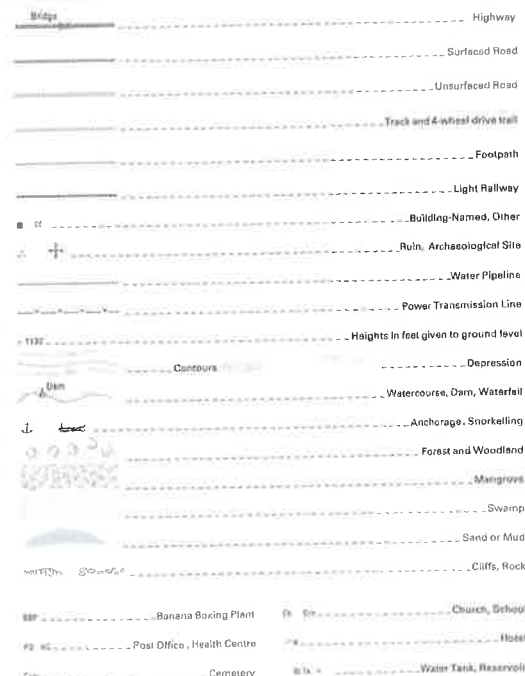 Bridge Highway
Surfaced Road
Unsurfaced Road
Track and 4-wheel drive trail
Footpath
Light Railway
Building-Named, Other
Ruin, Archaeological Site
Water Pipeline
Power Transmission Line
1132 Heights in feet given to ground level
Contours Depression
Dam Watercourse, Dam, Waterfall
Anchorage, Snorkelling
Forest and Woodland
Mangrove
Swamp
Sand or Mud
Cliffs, Rock
BBP Banana Boxing Plant Church, School
PO HC Post Office, Health Centre Hotel
Cemetery Water Tank, Reservoir